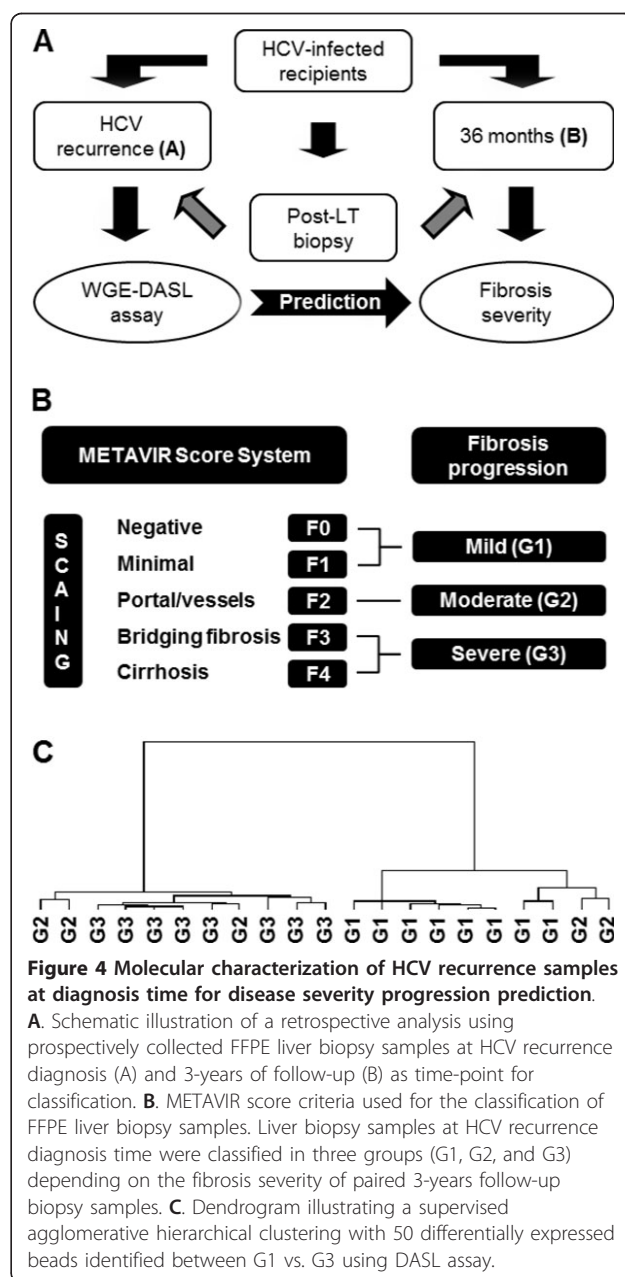 A
HCV-infected
recipients
HCV
recurrence (A)
36 months (B)
Post-LT
biopsy
WGE-DASL
assay
Prediction
Fibrosis
severity
B
METAVIR Score System
Fibrosis
progression
SCAING
Negative F0
Minimal F1
Mild (G1)
Portal/vessels F2 Moderate (G2)
Bridging fibrosis F3
Cirrhosis F4
Severe (G3)
C
G2 G2 G3 G3 G3 G3 G3 G2 G3 G3 G3 G1 G1 G1 G1 G1 G1 G1 G1 G2 G2
Figure 4 Molecular characterization of HCV recurrence samples
at diagnosis time for disease severity progression prediction.
A. Schematic illustration of a retrospective analysis using
prospectively collected FFPE liver biopsy samples at HCV recurrence
diagnosis (A) and 3-years of follow-up (B) as time-point for
classification. B. METAVIR score criteria used for the classification of
FFPE liver biopsy samples. Liver biopsy samples at HCV recurrence
diagnosis time were classified in three groups (G1, G2, and G3)
depending on the fibrosis severity of paired 3-years follow-up
biopsy samples. C. Dendrogram illustrating a supervised
agglomerative hierarchical clustering with 50 differentially expressed
beads identified between G1 vs. G3 using DASL assay.